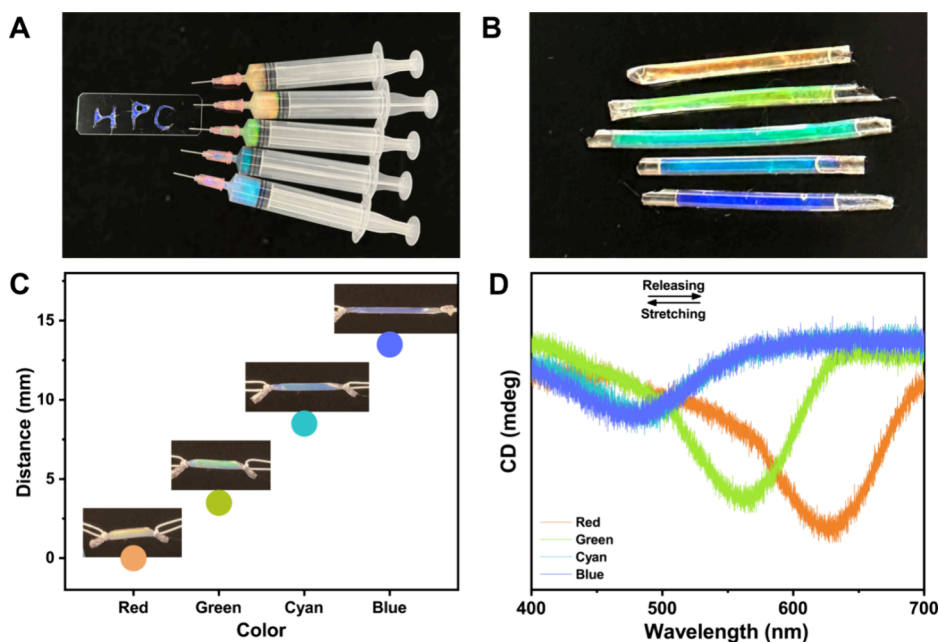 A
B
HPC
C
Distance (mm)
15
10
5
0
Red
Green
Cyan
Blue
Color
D
CD (mdeg)
Releasing
Stretching
Red
Green
Cyan
Blue
400
500
600
700
Wavelength (nm)